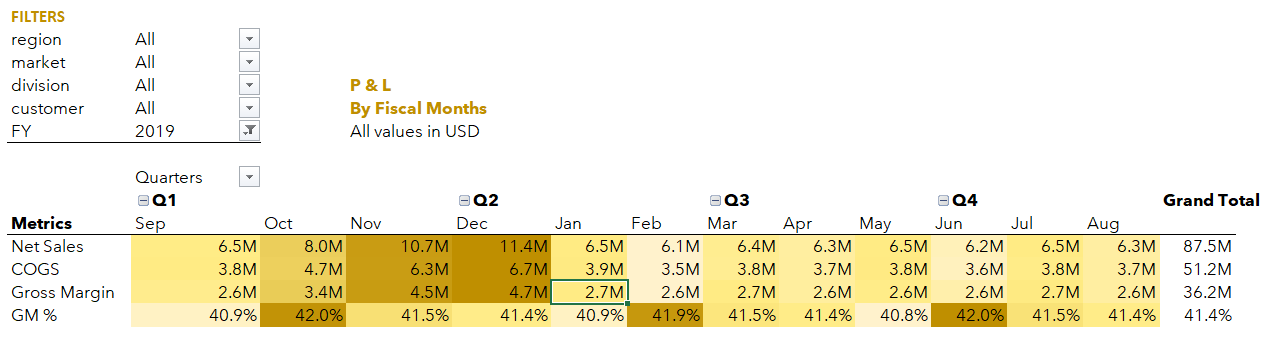 FILTERS
region All
market All
division All P & L
customer All By Fiscal Months
FY 2019 All values in USD
Quarters
Q1 Q2 Q3 Q4 Grand Total
Metrics Sep Oct Nov Dec Jan Feb Mar Apr May Jun Jul Aug
Net Sales 6.5M 8.0M 10.7M 11.4M 6.5M 6.1M 6.4M 6.3M 6.5M 6.2M 6.5M 6.3M 87.5M
COGS 3.8M 4.7M 6.3M 6.7M 3.9M 3.5M 3.8M 3.7M 3.8M 3.6M 3.8M 3.7M 51.2M
Gross Margin 2.6M 3.4M 4.5M 4.7M 2.7M 2.6M 2.7M 2.6M 2.6M 2.6M 2.7M 2.6M 36.2M
GM % 40.9% 42.0% 41.5% 41.4% 40.9% 41.9% 41.5% 41.4% 40.8% 42.0% 41.5% 41.4% 41.4%